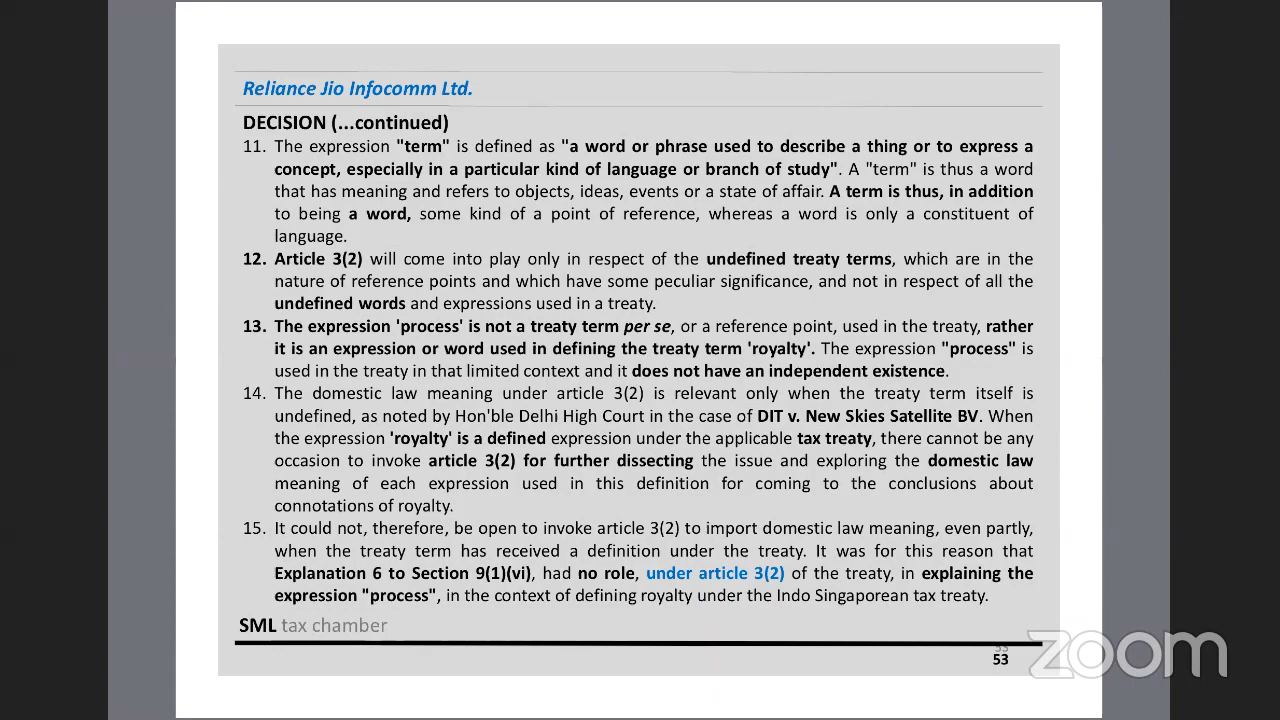 Reliance Jio Infocomm Ltd.
DECISION (...continued)
11. The expression "term" is defined as "a word or phrase used to describe a thing or to express a
concept, especially in a particular kind of language or branch of study". A "term" is thus a word
that has meaning and refers to objects, ideas, events or a state of affair. A term is thus, in addition
to being a word, some kind of a point of reference, whereas a word is only a constituent of
language.
12. Article 3(2) will come into play only in respect of the undefined treaty terms, which are in the
nature of reference points and which have some peculiar significance, and not in respect of all the
undefined words and expressions used in a treaty.
13. The expression 'process' is not a treaty term per se, or a reference point, used in the treaty, rather
it is an expression or word used in defining the treaty term 'royalty'. The expression "process" is
used in the treaty in that limited context and it does not have an independent existence.
14. The domestic law meaning under article 3(2) is relevant only when the treaty term itself is
undefined, as noted by Hon'ble Delhi High Court in the case of DIT v. New Skies Satellite BV. When
the expression 'royalty' is a defined expression under the applicable tax treaty, there cannot be any
occasion to invoke article 3(2) for further dissecting the issue and exploring the domestic law
meaning of each expression used in this definition for coming to the conclusions about
connotations of royalty.
15. It could not, therefore, be open to invoke article 3(2) to import domestic law meaning, even partly,
when the treaty term has received a definition under the treaty. It was for this reason that
Explanation 6 to Section 9(1)(vi), had no role, under article 3(2) of the treaty, in explaining the
expression "process", in the context of defining royalty under the Indo Singaporean tax treaty.
SML tax chamber
53
53
zoom